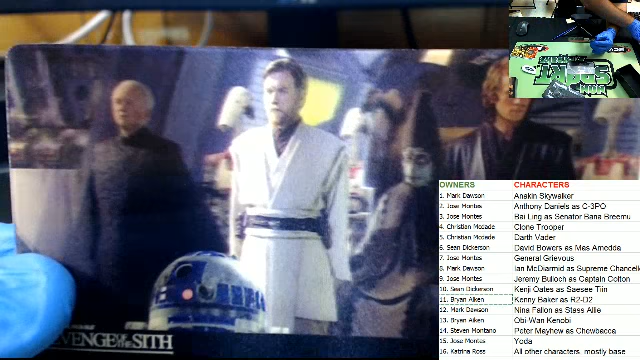 VENGE OF THE SITH
OWNERS CHARACTERS
1. Mark Dawson Anakin Skywalker
2. Jose Montes Anthony Daniels as C-3PO
3. Jose Montes Bai Ling as Senator Bana Breemu
4. Christian Mccade Clone Trooper
5. Christian Mccade Darth Vader
6. Sean Dickerson David Bowers as Mas Amedda
7. Jose Montes General Grievous
8. Mark Dawson Ian McDiarmid as Supreme Chancell
9. Jose Montes Jeremy Bulloch as Captain Colton
10. Sean Dickerson Kenji Oates as Saesee Tiin
11. Bryan Aiken Kenny Baker as R2-D2
12. Mark Dawson Nina Fallon as Stass Allie
13. Bryan Aiken Obi-Wan Kenobi
14. Steven Montano Peter Mayhew as Chewbacca
15. Jose Montes Yoda
16. Katrina Ross All other characters, mostly base